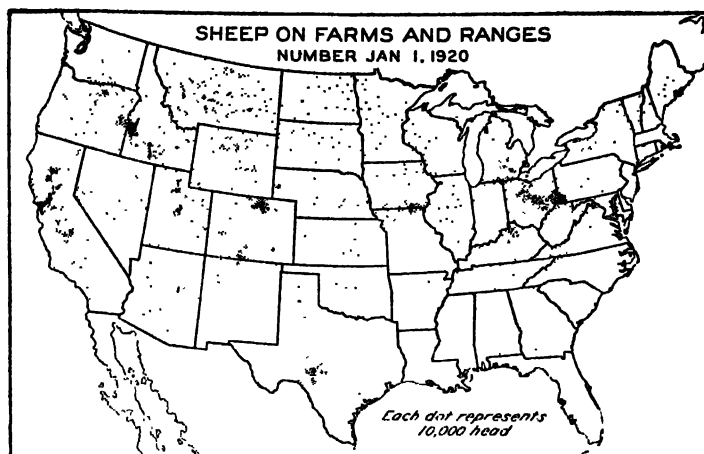 SHEEP ON FARMS AND RANGES
NUMBER JAN 1, 1920
Each dot represents
10,000 head